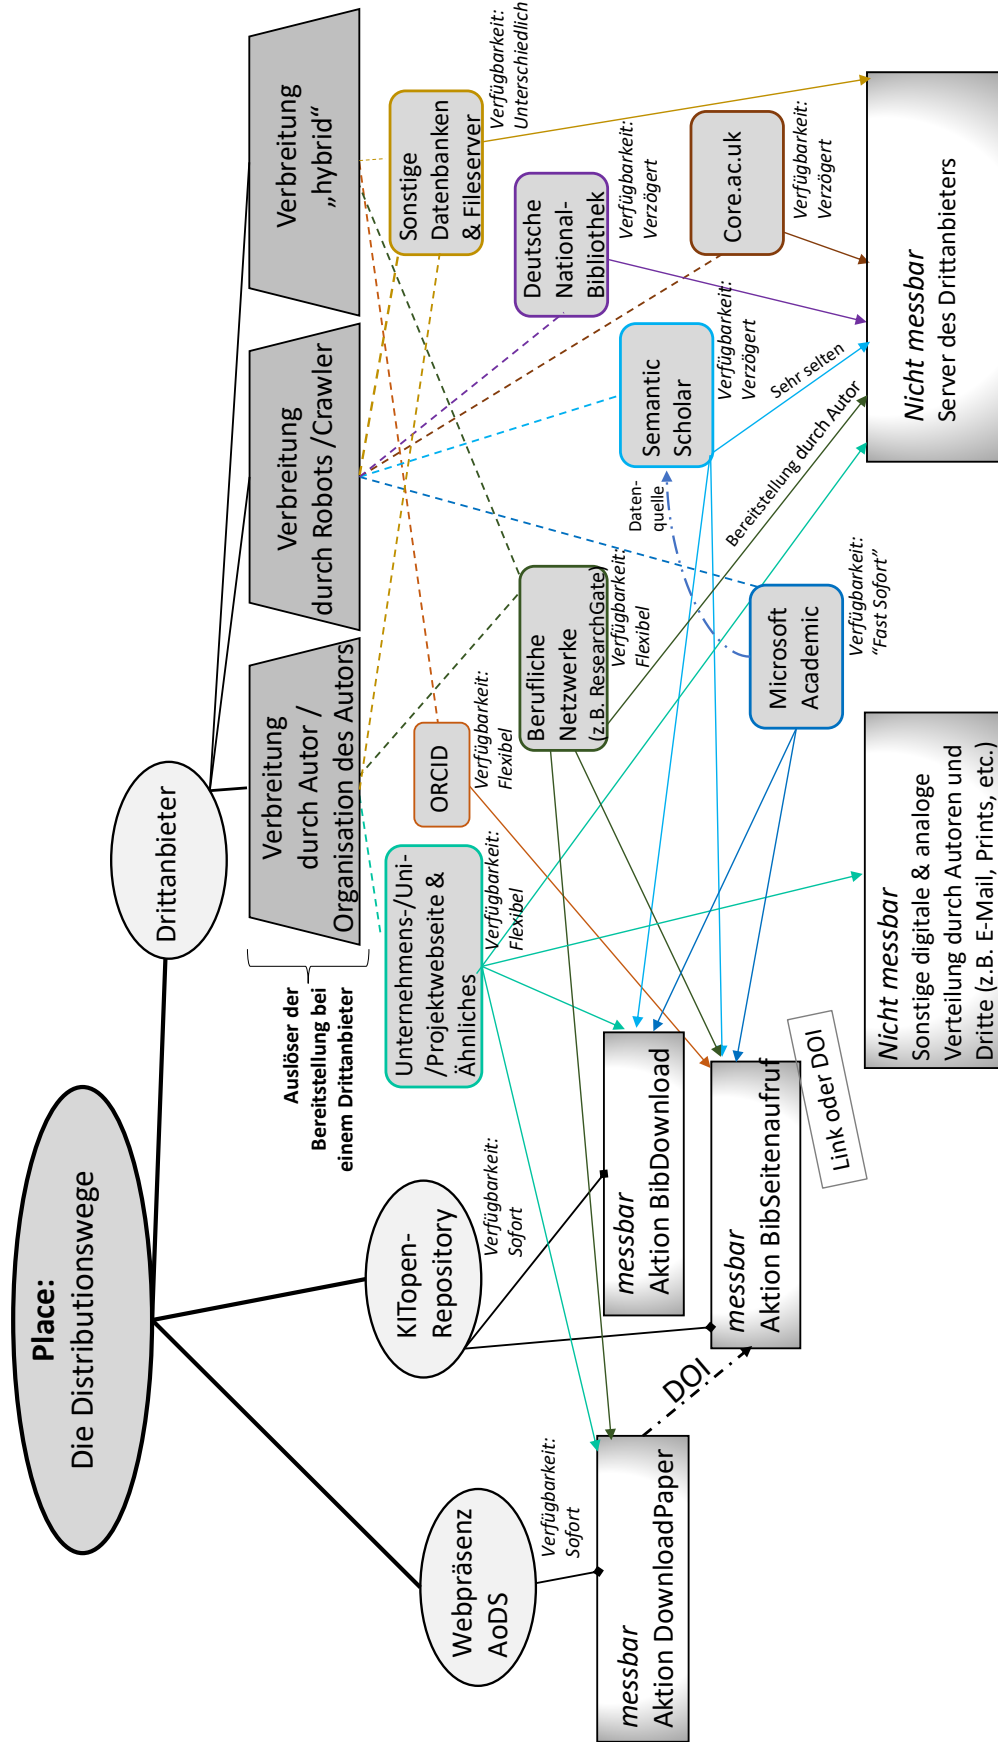 Place:
Die Distributionswege
Drittanbieter
KITopen-
Repository
Verfügbarkeit:
Sofort
Webpräsenz
AoDS
Verfügbarkeit:
Sofort
Auslöser der
Bereitstellung bei
einem Drittanbieter
Verbreitung
durch Autor /
Organisation des Autors
Verbreitung
durch Robots /Crawler
Verbreitung
„hybrid“
Unternehmens-/Uni-
/Projektwebseite &
Ähnliches
Verfügbarkeit:
Flexibel
ORCID
Verfügbarkeit:
Flexibel
Berufliche
Netzwerke
(z.B. ResearchGate)
Verfügbarkeit:
Flexibel
Sonstige
Datenbanken
& Fileserver
Verfügbarkeit:
Unterschiedlich
Deutsche
National-
Bibliothek
Verfügbarkeit:
Verzögert
Semantic
Scholar
Verfügbarkeit:
Verzögert
Core.ac.uk
Verfügbarkeit:
Verzögert
Microsoft
Academic
Verfügbarkeit:
“Fast Sofort”
Daten-
quelle
Sehr selten
Bereitstellung durch Autor
messbar
Aktion DownloadPaper
DOI
messbar
Aktion BibDownload
messbar
Aktion BibSeitenaufruf
Link oder DOI
Nicht messbar
Sonstige digitale & analoge
Verteilung durch Autoren und
Dritte (z.B. E-Mail, Prints, etc.)
Nicht messbar
Server des Drittanbieters